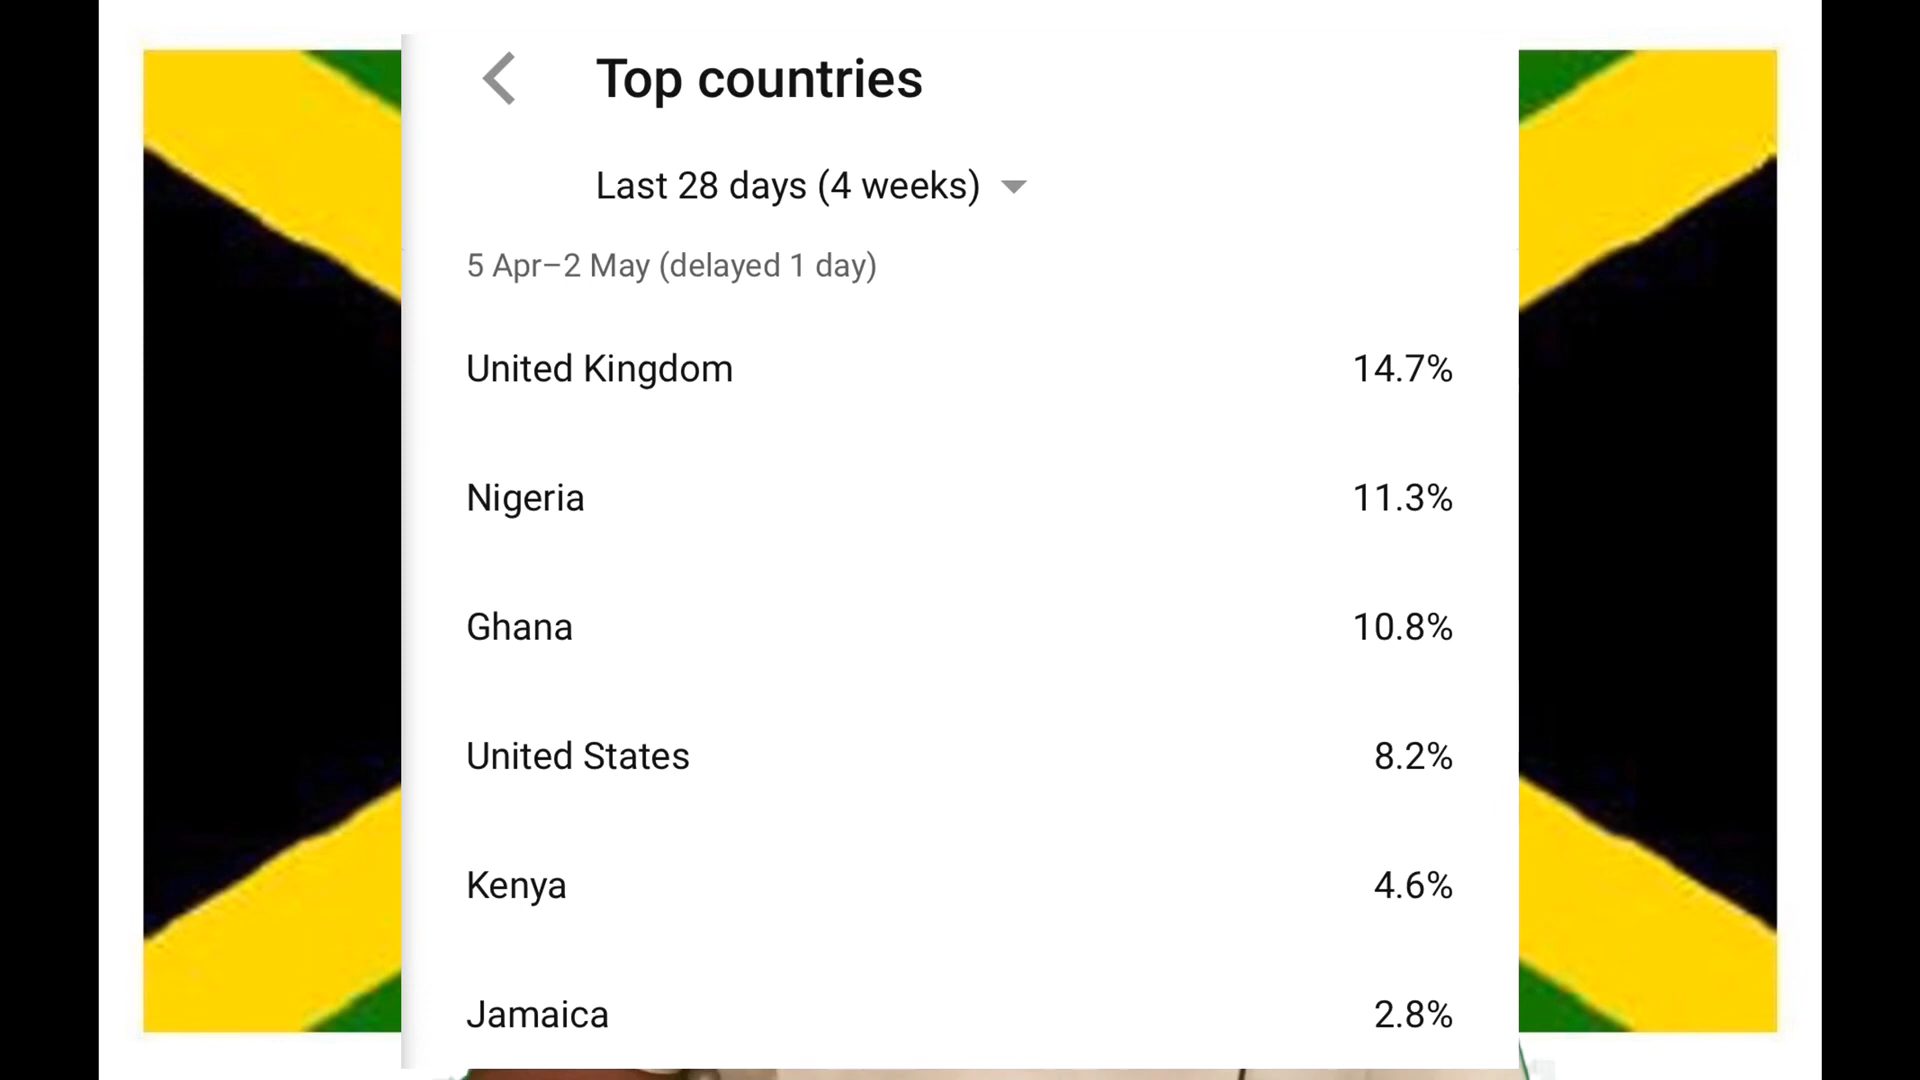 Top countries
Last 28 days (4 weeks)
5 Apr–2 May (delayed 1 day)
United Kingdom 14.7%
Nigeria 11.3%
Ghana 10.8%
United States 8.2%
Kenya 4.6%
Jamaica 2.8%